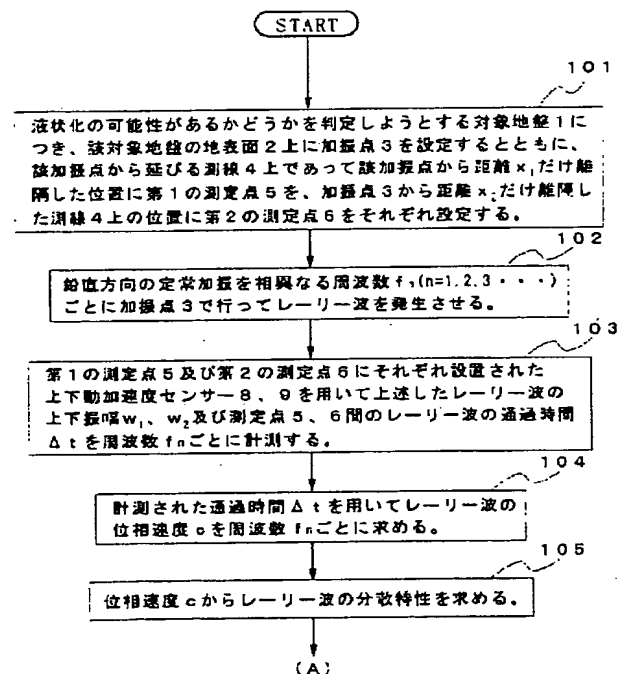 START
101
液状化の可能性があるかどうかを判定しようとする対象地盤1に
つき、該対象地盤の地表面2上に加振点3を設定するとともに、
該加振点から延びる測線4上であって該加振点から距離x₁だけ離
隔した位置に第1の測定点5を、加振点3から距離x₂だけ離隔し
た測線4上の位置に第2の測定点6をそれぞれ設定する。
102
鉛直方向の定常加振を相異なる周波数f (n=1,2,3・・・)
ごとに加振点3で行ってレーリー波を発生させる。
103
第1の測定点5及び第2の測定点6にそれぞれ設置された
上下動加速度センサー8、9を用いて上述したレーリー波の
上下振幅w₁、w₂及び測定点5、6間のレーリー波の通過時間
Δtを周波数fnごとに計測する。
104
計測された通過時間Δtを用いてレーリー波の
位相速度cを周波数fnごとに求める。
105
位相速度cからレーリー波の分散特性を求める。
(A)